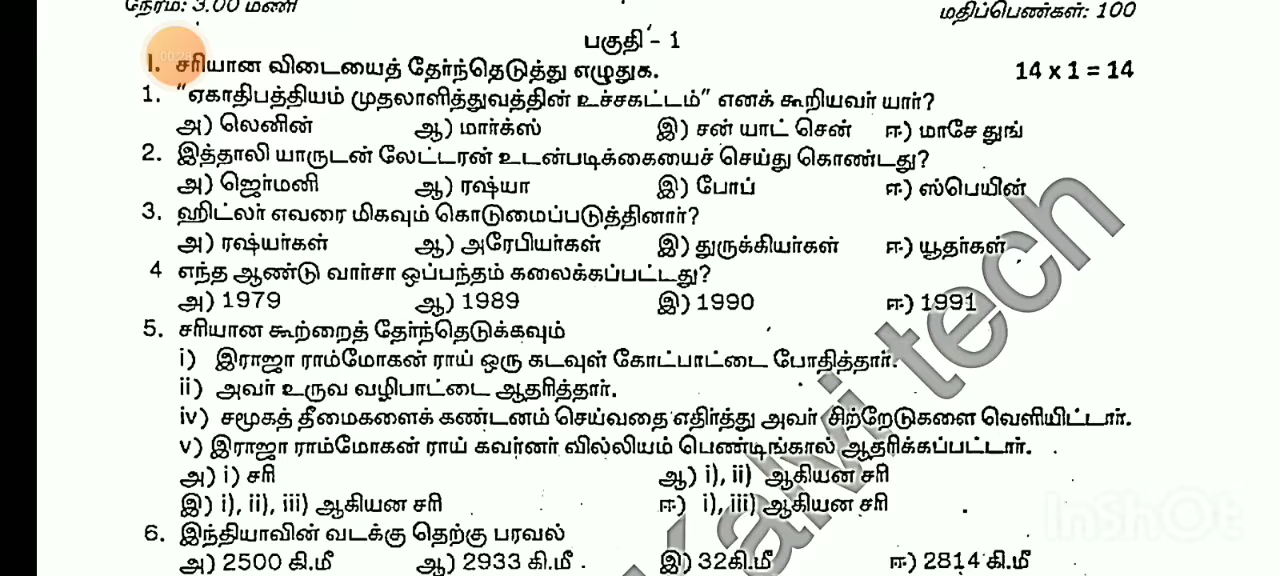 நேரம்: 3.00 மணி மதிப்பெண்கள்: 100
பகுதி - 1
00:25
I. சரியான விடையைத் தேர்ந்தெடுத்து எழுதுக. 14 x 1 = 14
1. "ஏகாதிபத்தியம் முதலாளித்துவத்தின் உச்சகட்டம்" எனக் கூறியவர் யார்?
அ) லெனின் ஆ) மார்க்ஸ் இ) சன் யாட் சென் ஈ) மாசே துங்
2. இத்தாலி யாருடன் லேட்டரன் உடன்படிக்கையைச் செய்து கொண்டது?
அ) ஜெர்மனி ஆ) ரஷ்யா இ) போப் ஈ) ஸ்பெயின்
3. ஹிட்லர் எவரை மிகவும் கொடுமைப்படுத்தினார்?
அ) ரஷ்யர்கள் ஆ) அரேபியர்கள் இ) துருக்கியர்கள் ஈ) யூதர்கள்
4 எந்த ஆண்டு வார்சா ஒப்பந்தம் கலைக்கப்பட்டது?
அ) 1979 ஆ) 1989 இ) 1990 ஈ) 1991
5. சரியான கூற்றைத் தேர்ந்தெடுக்கவும்
i) இராஜா ராம்மோகன் ராய் ஒரு கடவுள் கோட்பாட்டை போதித்தார்.
ii) அவர் உருவ வழிபாட்டை ஆதரித்தார்.
iv) சமூகத் தீமைகளைக் கண்டனம் செய்வதை எதிர்த்து அவர் சிற்றேடுகளை வெளியிட்டார்.
v) இராஜா ராம்மோகன் ராய் கவர்னர் வில்லியம் பெண்டிங்கால் ஆதரிக்கப்பட்டார்.
அ) i) சரி ஆ) i), ii) ஆகியன சரி
இ) i), ii), iii) ஆகியன சரி ஈ) i), iii) ஆகியன சரி
6. இந்தியாவின் வடக்கு தெற்கு பரவல்
அ) 2500 கி.மீ ஆ) 2933 கி.மீ இ) 32கி.மீ ஈ) 2814 கி.மீ
Kalvi tech
InShOt